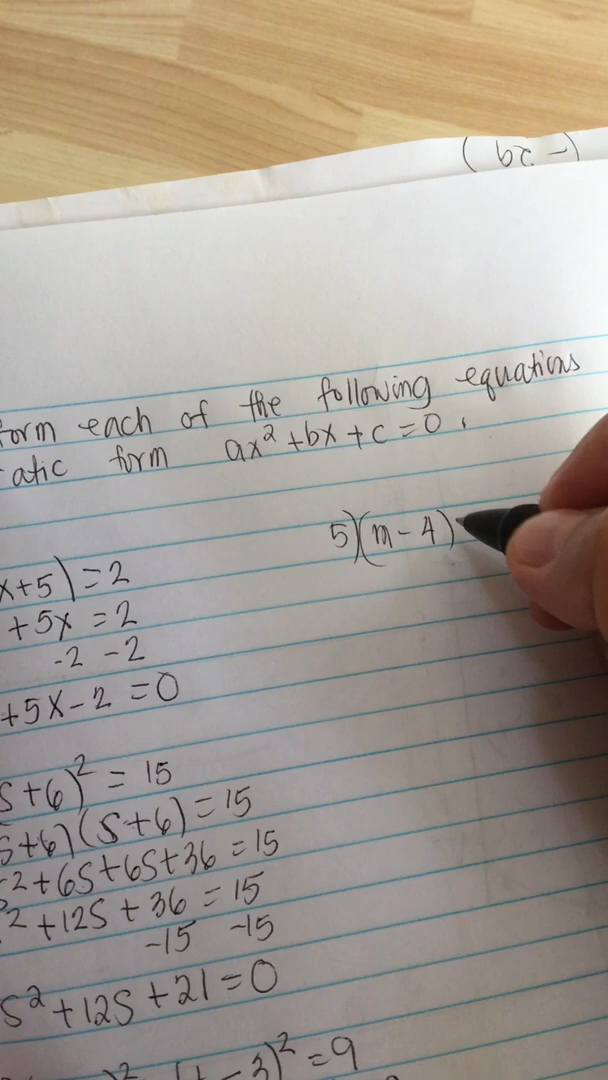 (bx -)
form each of the following equations
atic form ax² + bx + c = 0.
5)(m - 4)
x+5) = 2
+5x = 2
-2 -2
+5x - 2 = 0
s+6)² = 15
s+6)(s+6) = 15
s²+6s+6s+36 = 15
²+12s+36 = 15
-15 -15
s²+12s+21=0
- 3)² = 9